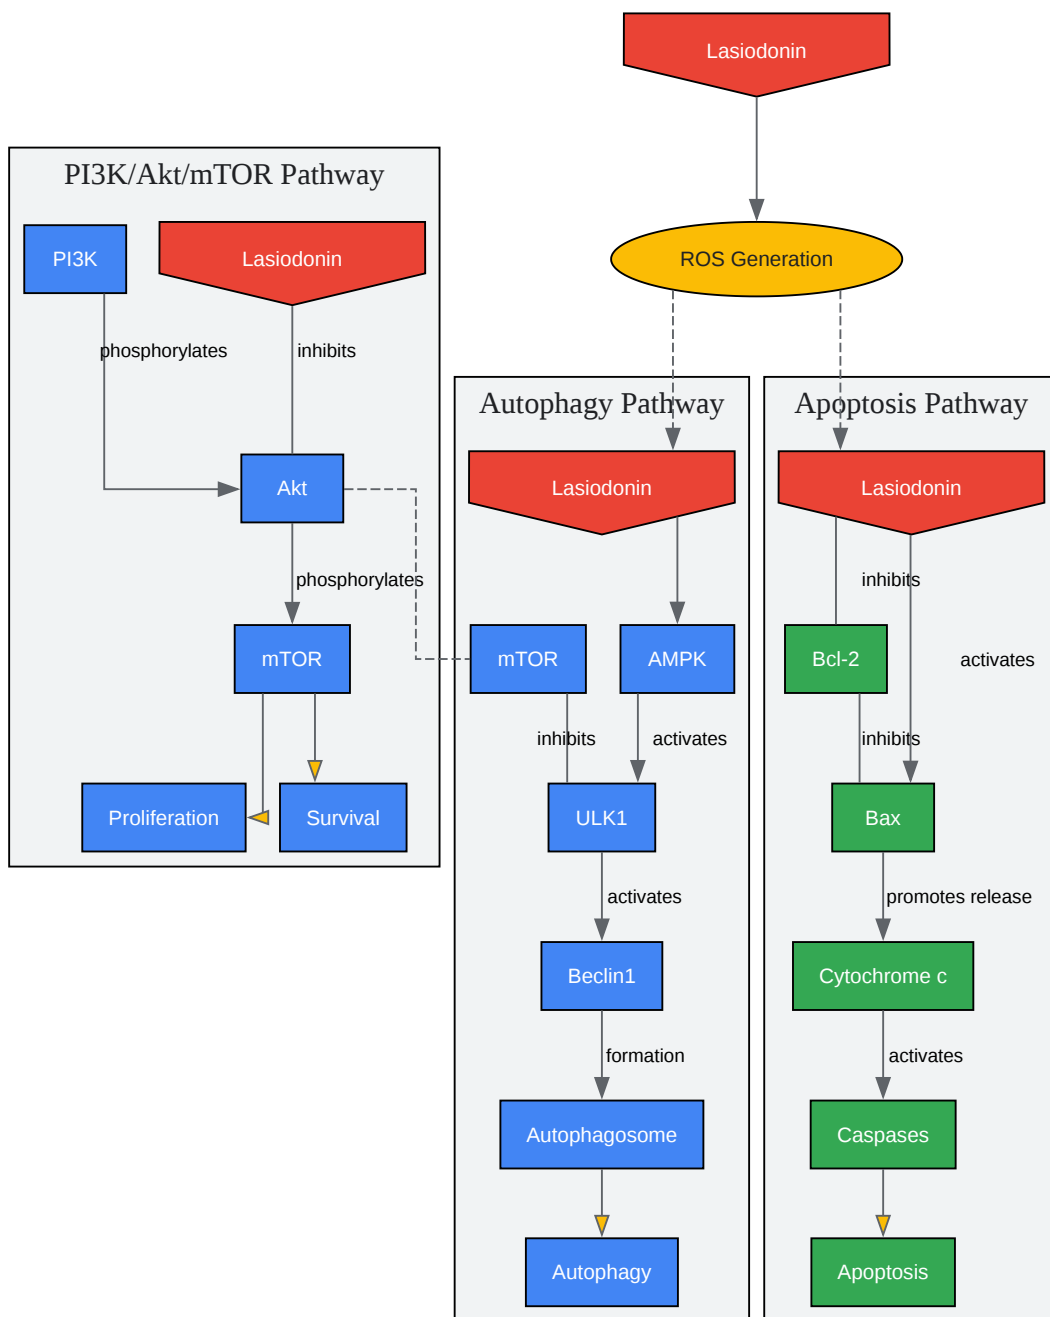 Lasiodonin
ROS Generation
PI3K/Akt/mTOR Pathway
PI3K
Lasiodonin
phosphorylates
inhibits
Akt
phosphorylates
mTOR
Proliferation
Survival
Autophagy Pathway
Lasiodonin
mTOR
AMPK
inhibits
activates
ULK1
activates
Beclin1
formation
Autophagosome
Autophagy
Apoptosis Pathway
Lasiodonin
inhibits
Bcl-2
activates
inhibits
Bax
promotes release
Cytochrome c
activates
Caspases
Apoptosis